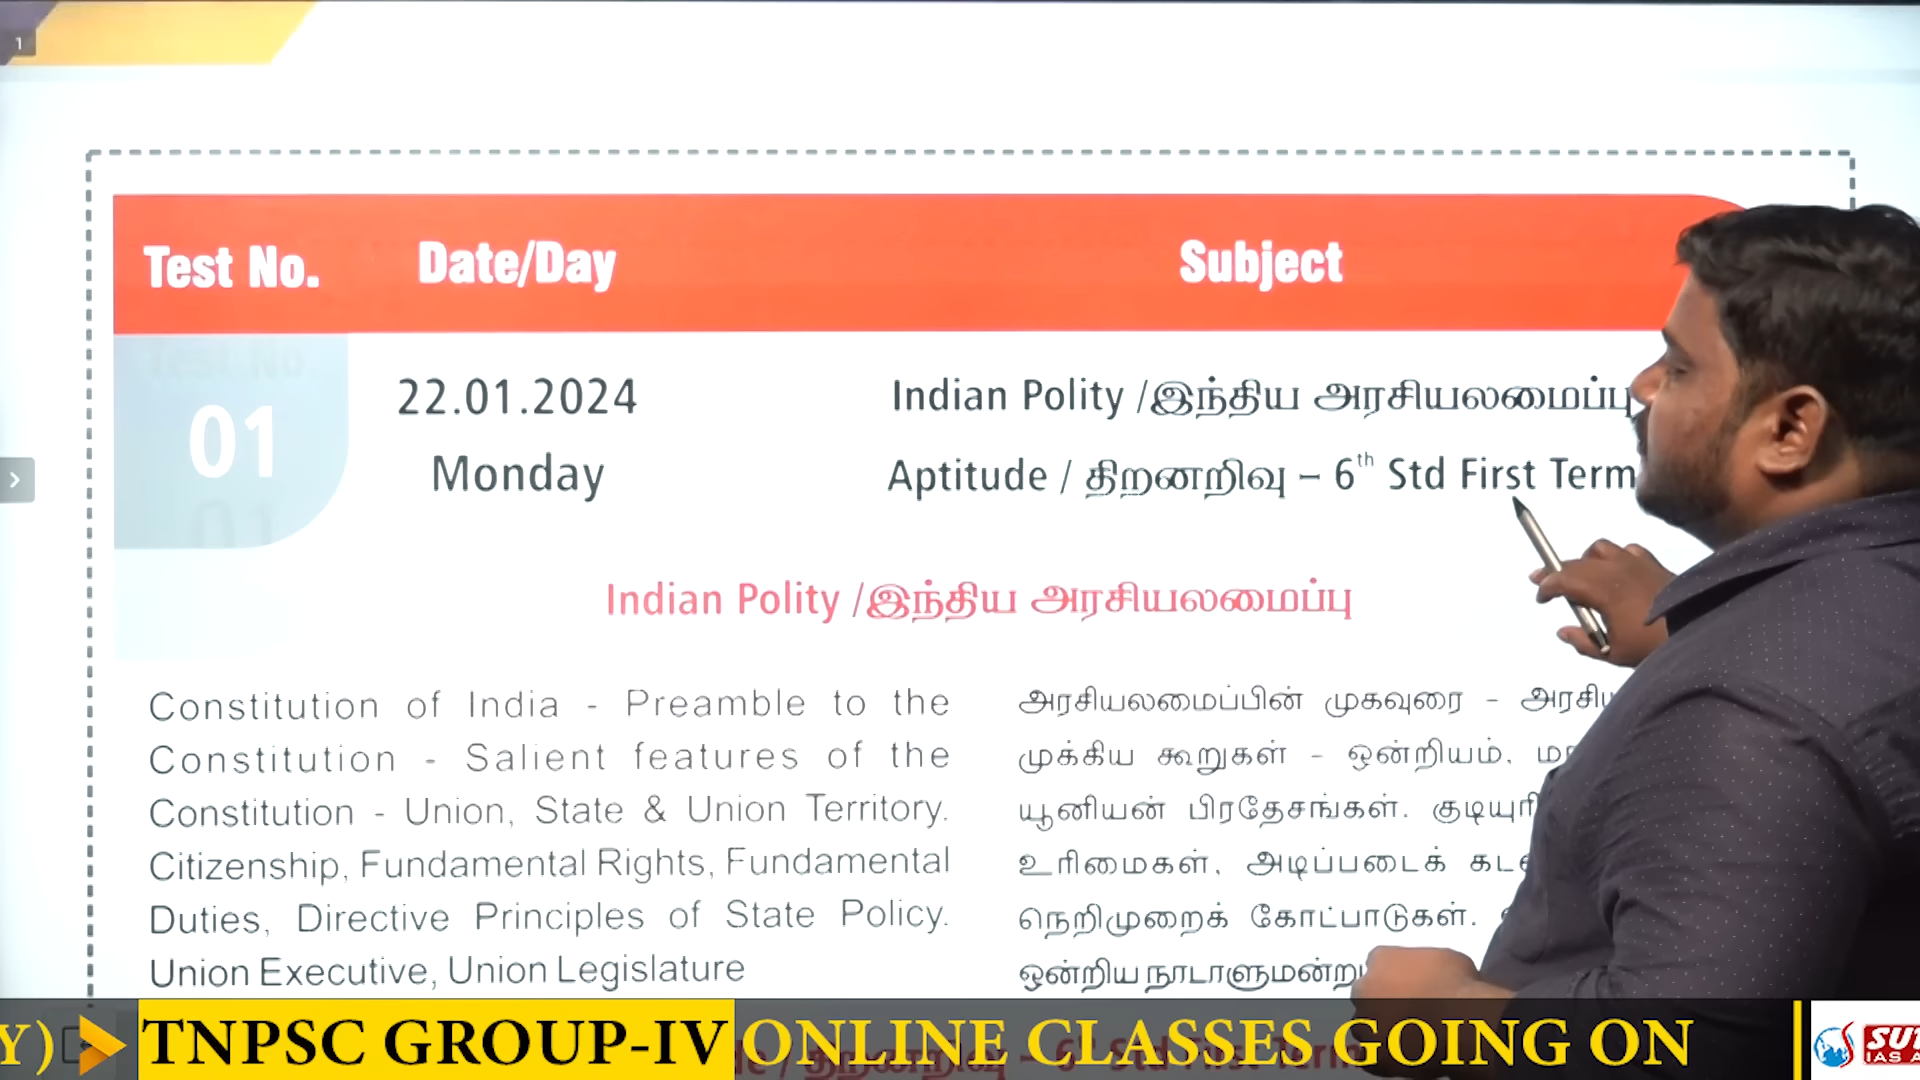 1
Test No. Date/Day Subject
01
22.01.2024
Monday
Indian Polity /இந்திய அரசியலமைப்பு
Aptitude / திறனறிவு – 6th Std First Term
Indian Polity /இந்திய அரசியலமைப்பு
Constitution of India - Preamble to the
Constitution - Salient features of the
Constitution - Union, State & Union Territory.
Citizenship, Fundamental Rights, Fundamental
Duties, Directive Principles of State Policy.
Union Executive, Union Legislature
அரசியலமைப்பின் முகவுரை -
முக்கிய கூறுகள் - ஒன்றியம்,
யூனியன் பிரதேசங்கள்.
உரிமைகள், அடிப்படைக்
நெறிமுறைக் கோட்பாடுகள்.
Y) TNPSC GROUP-IV ONLINE CLASSES GOING ON